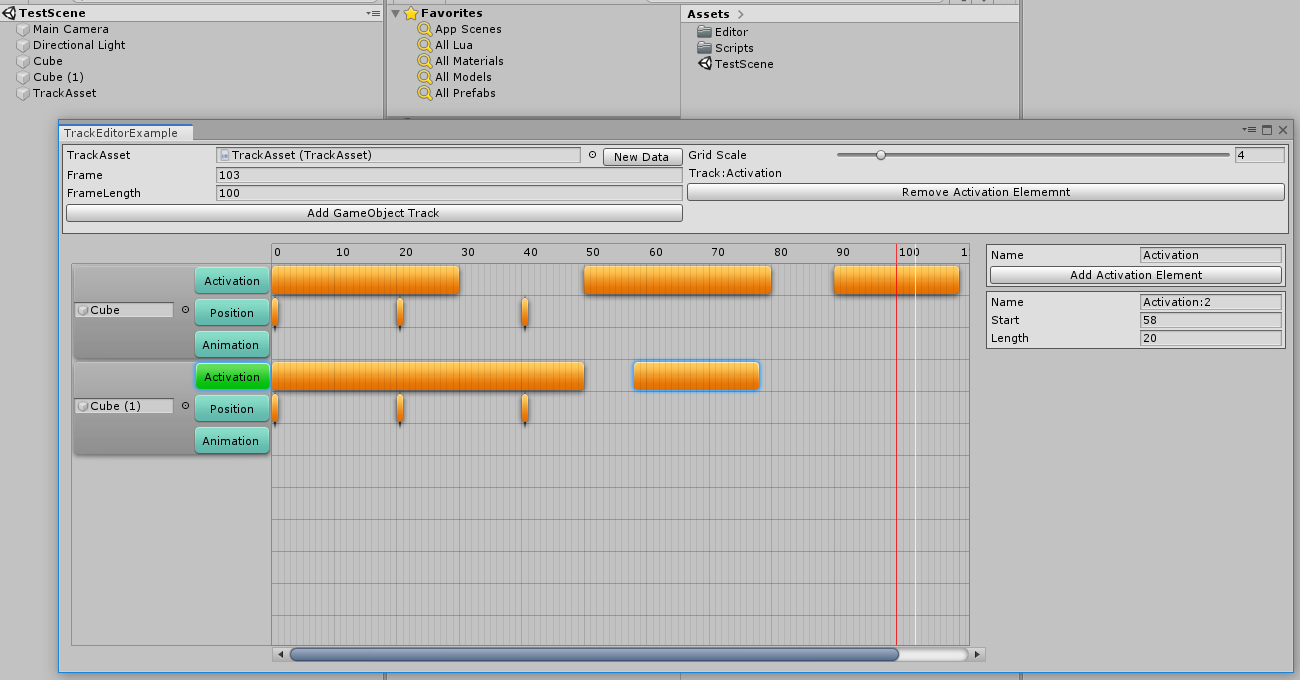 TestScene
Main Camera
Directional Light
Cube
Cube (1)
TrackAsset
Favorites
App Scenes
All Lua
All Materials
All Models
All Prefabs
Assets
Editor
Scripts
TestScene
TrackEditorExample
TrackAsset TrackAsset (TrackAsset) New Data
Frame 103
FrameLength 100
Add GameObject Track
Grid Scale 4
Track:Activation
Remove Activation Elememnt
0 10 20 30 40 50 60 70 80 90 100 1
Activation
Cube Position
Animation
Activation
Cube (1) Position
Animation
Name Activation
Add Activation Element
Name Activation:2
Start 58
Length 20